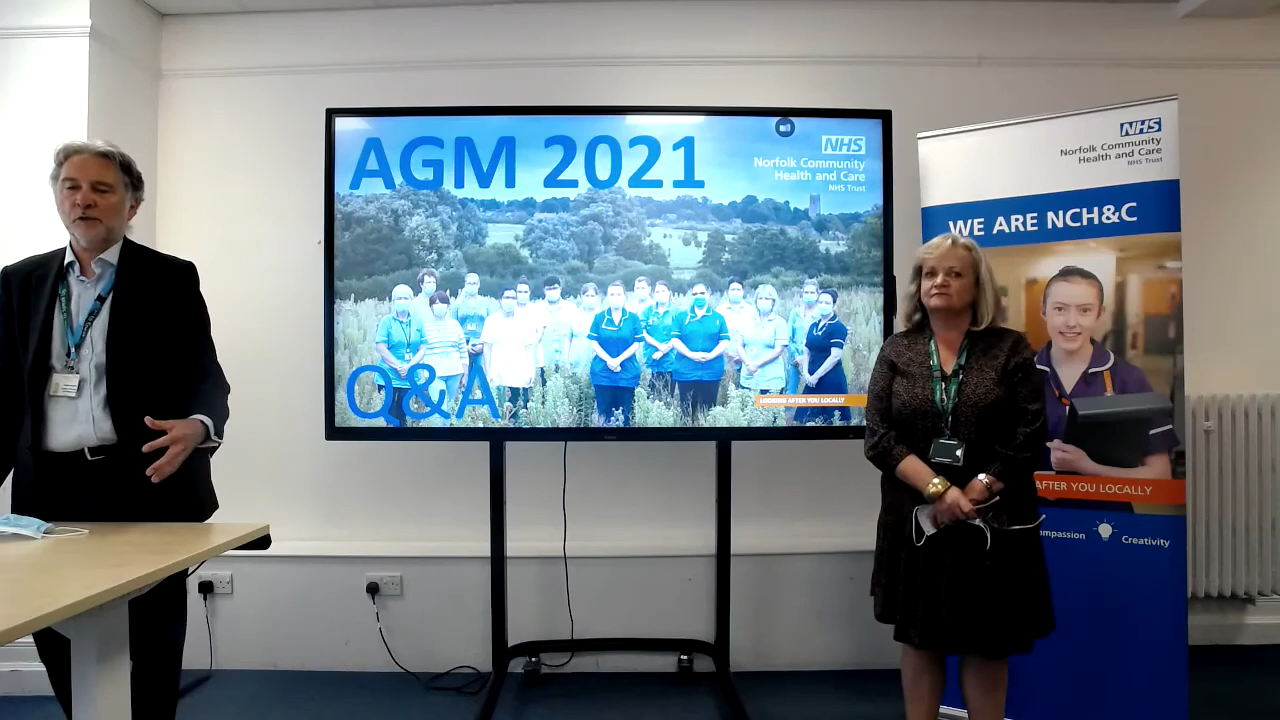 AGM 2021
NHS
Norfolk Community
Health and Care
NHS Trust
Q&A
LOOKING AFTER YOU LOCALLY
NHS
Norfolk Community
Health and Care
NHS Trust
WE ARE NCH&C
AFTER YOU LOCALLY
Creativity